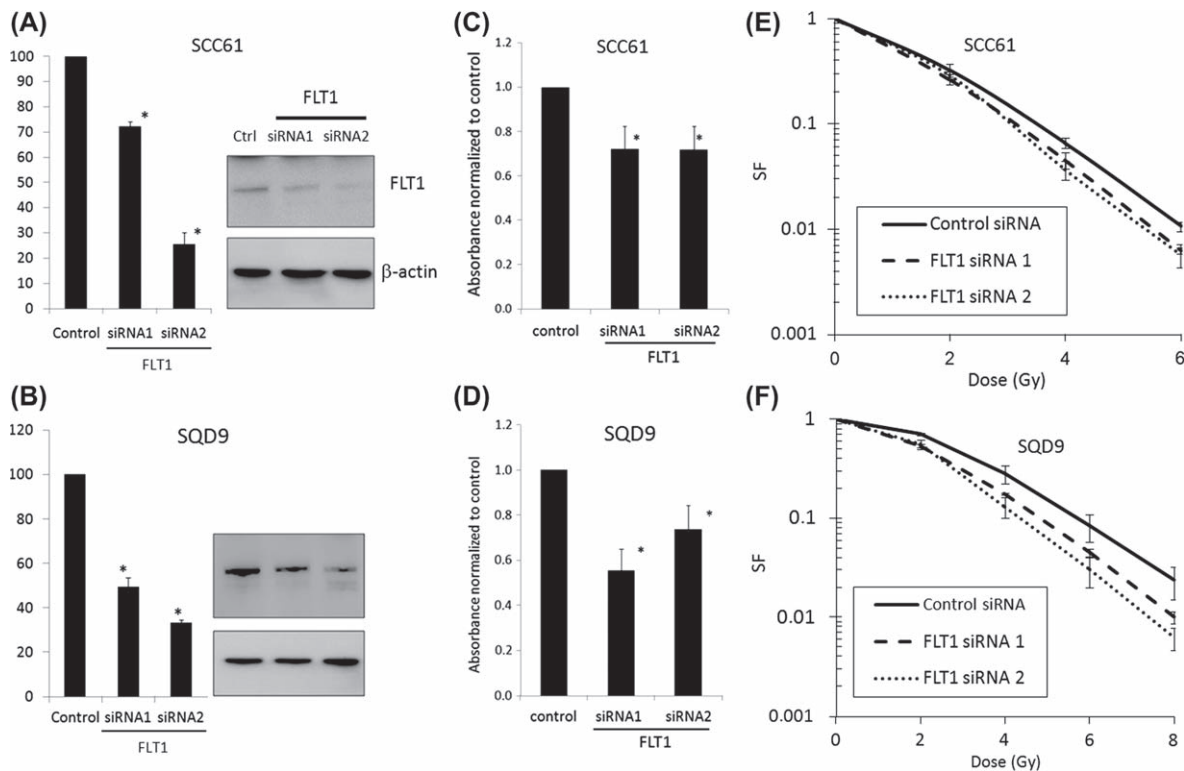 (A)
SCC61
100
90
80
70
60
50
40
30
20
10
0
*
*
Control siRNA1 siRNA2
FLT1
FLT1
Ctrl siRNA1 siRNA2
FLT1
β-actin
(B)
SQD9
120
100
80
60
40
20
0
*
*
Control siRNA1 siRNA2
FLT1
(C)
SCC61
Absorbance normalized to control
1.2
1.0
0.8
0.6
0.4
0.2
0.0
*
*
control siRNA1 siRNA2
FLT1
(D)
SQD9
Absorbance normalized to control
1.2
1.0
0.8
0.6
0.4
0.2
0.0
*
*
control siRNA1 siRNA2
FLT1
(E)
SCC61
SF
1
0.1
0.01
0.001
Control siRNA
FLT1 siRNA 1
FLT1 siRNA 2
0 2 4 6
Dose (Gy)
(F)
SQD9
SF
1
0.1
0.01
0.001
Control siRNA
FLT1 siRNA 1
FLT1 siRNA 2
0 2 4 6 8
Dose (Gy)